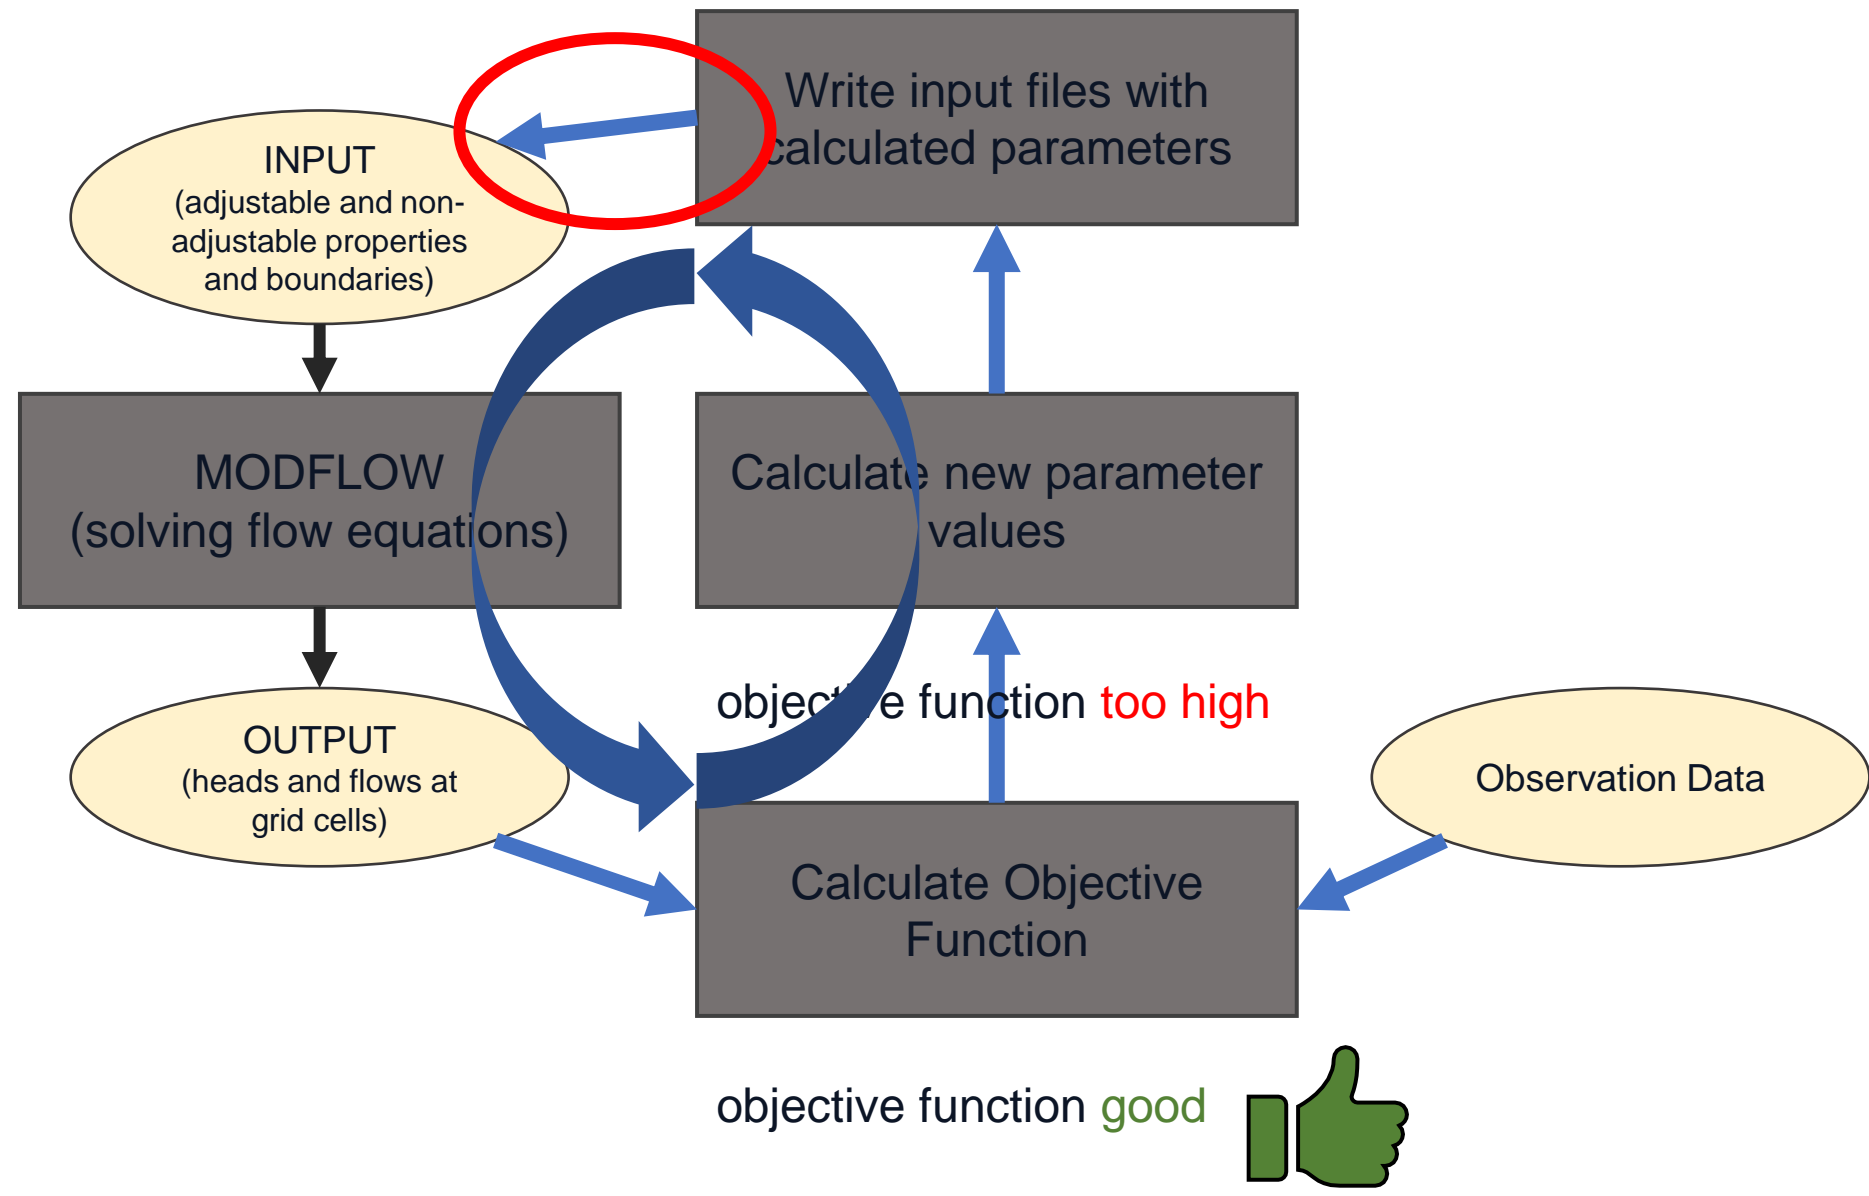 Write input files with
calculated parameters
INPUT
(adjustable and non-
adjustable properties
and boundaries)
MODFLOW
(solving flow equations)
Calculate new parameter
values
objective function too high
OUTPUT
(heads and flows at
grid cells)
Observation Data
Calculate Objective
Function
objective function good